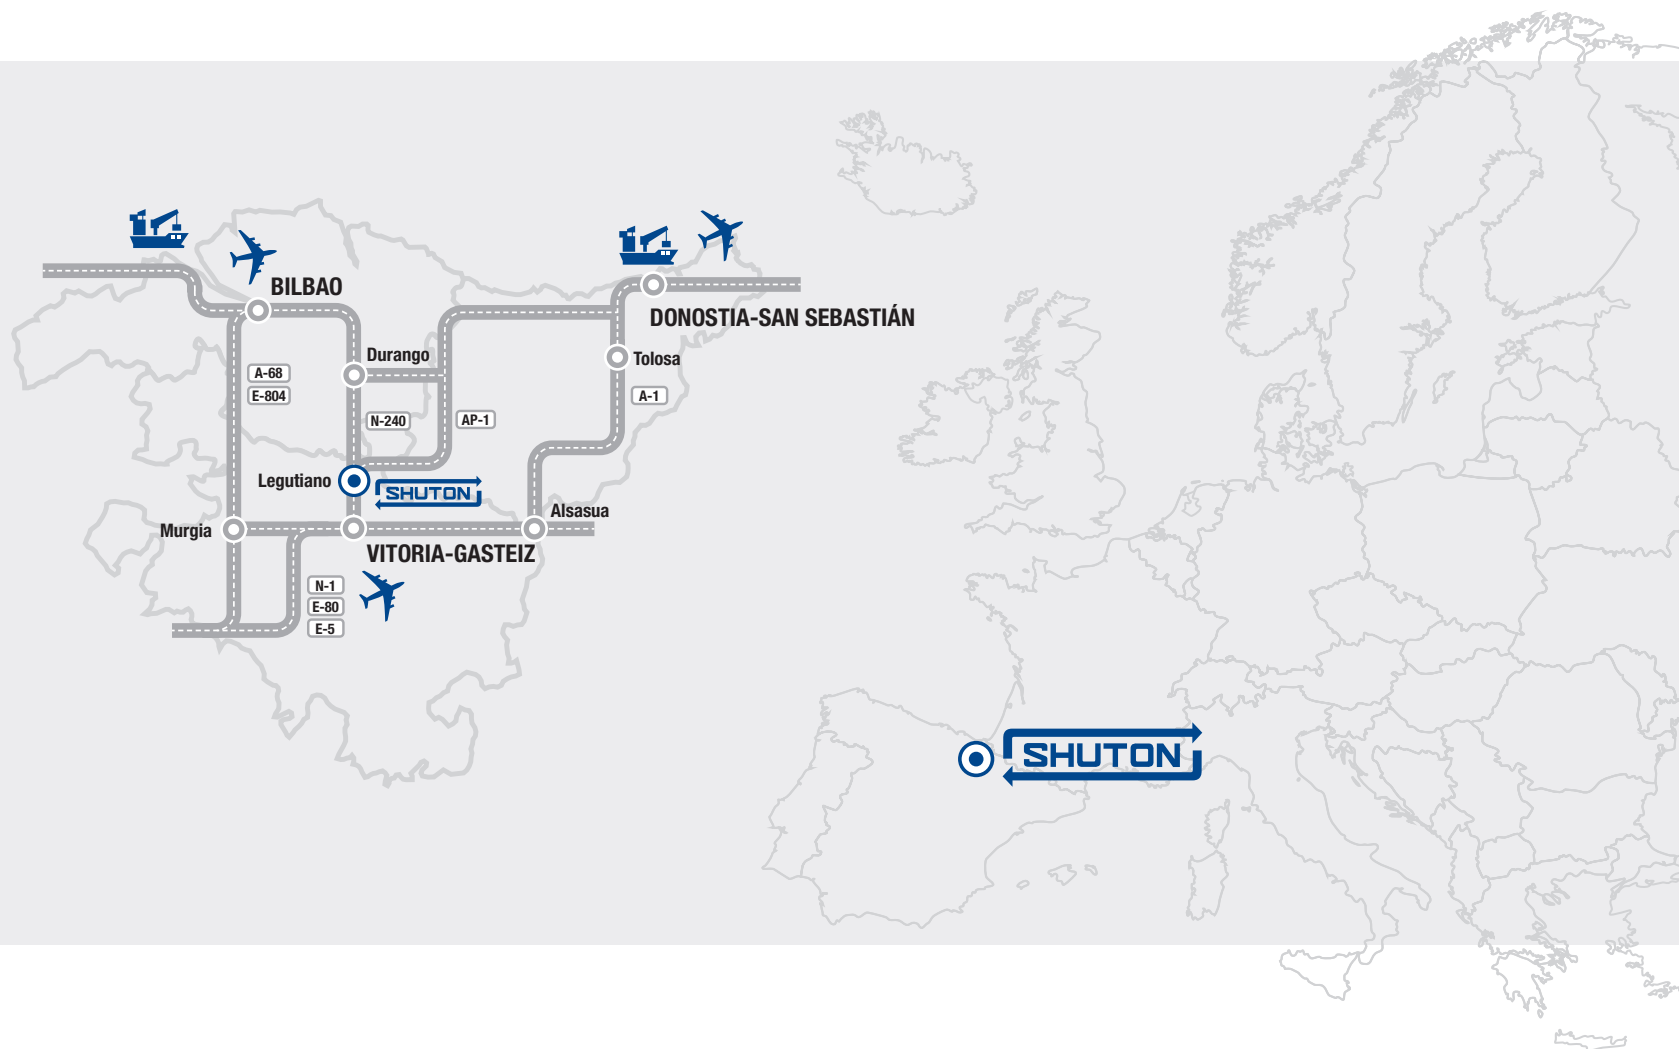 BILBAO
DONOSTIA-SAN SEBASTIÁN
Durango
Tolosa
A-68
E-804
A-1
N-240
AP-1
Legutiano
SHUTON
Alsasua
Murgia
VITORIA-GASTEIZ
N-1
E-80
E-5
SHUTON